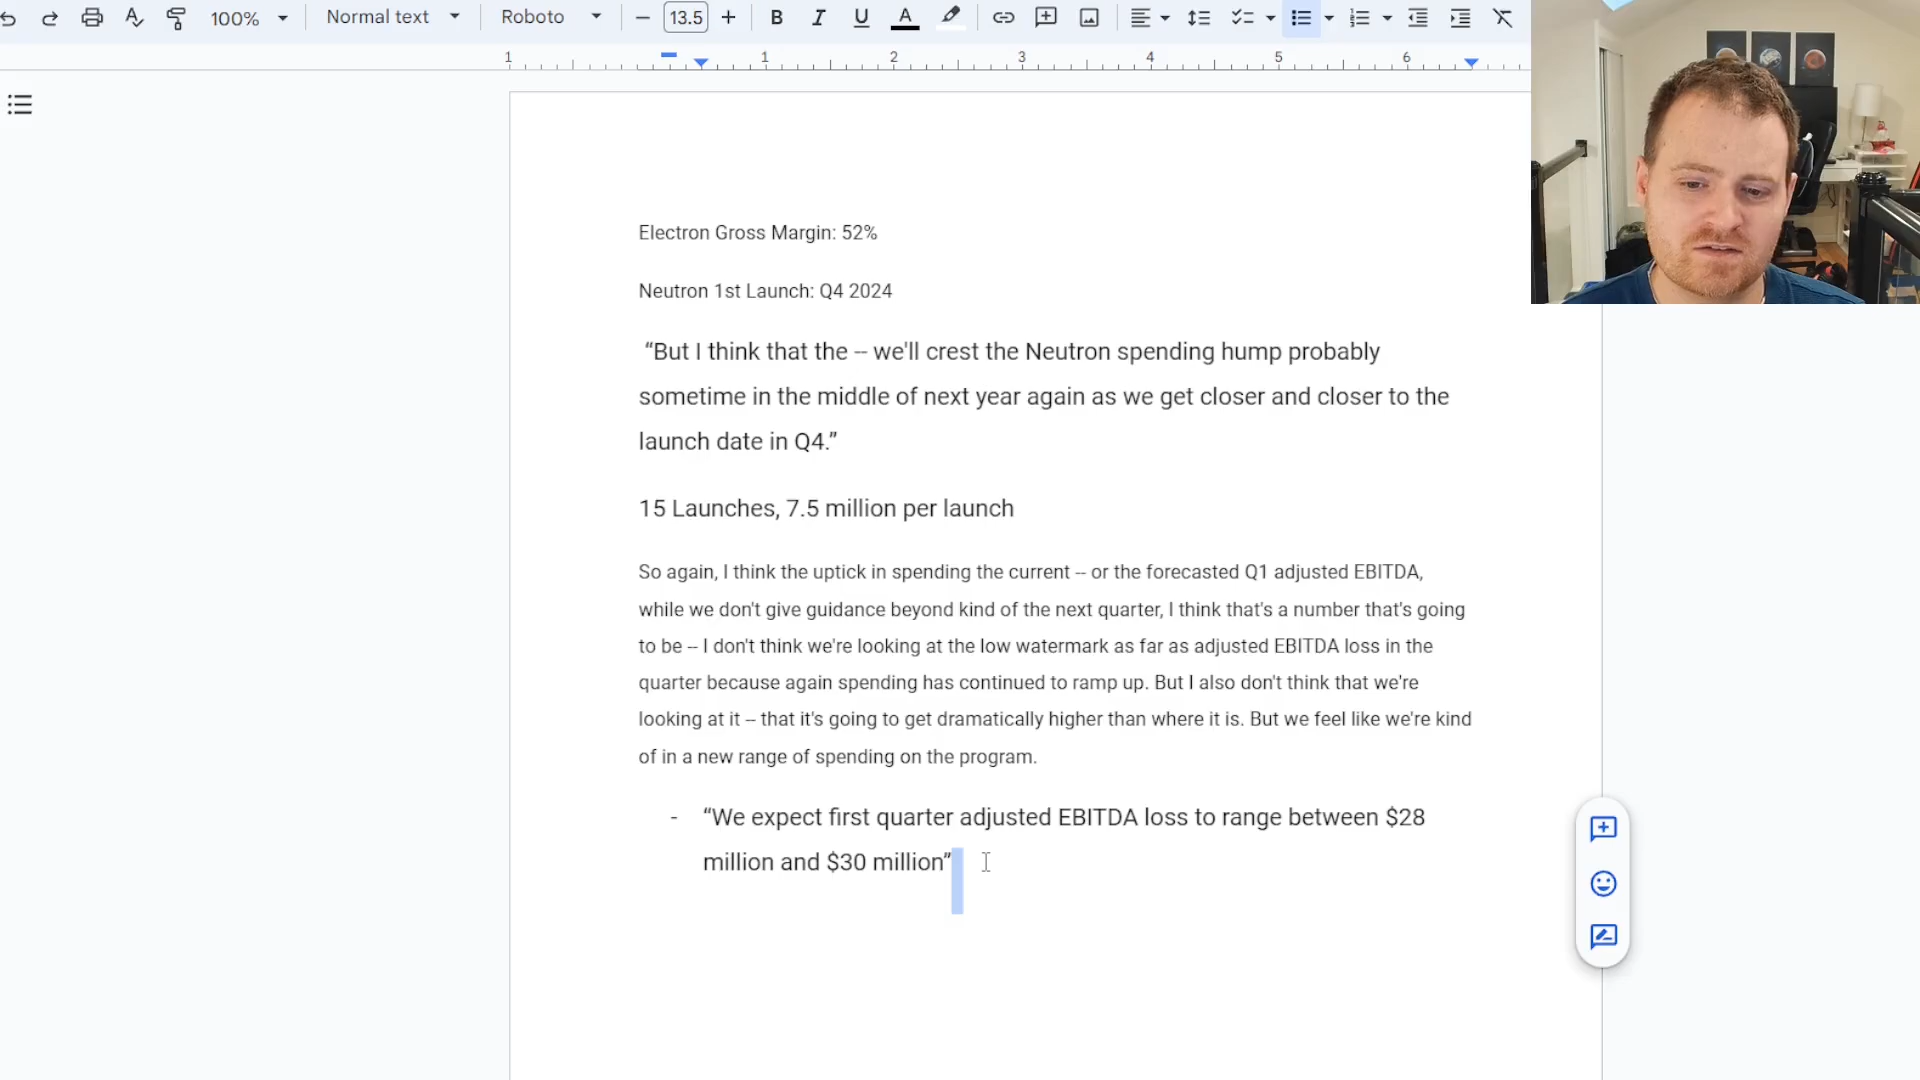 100%
Normal text
Roboto
13.5
B
I
U
A
1
1
2
3
4
5
6
Electron Gross Margin: 52%
Neutron 1st Launch: Q4 2024
“But I think that the -- we'll crest the Neutron spending hump probably
sometime in the middle of next year again as we get closer and closer to the
launch date in Q4.”
15 Launches, 7.5 million per launch
So again, I think the uptick in spending the current -- or the forecasted Q1 adjusted EBITDA,
while we don't give guidance beyond kind of the next quarter, I think that's a number that's going
to be -- I don't think we're looking at the low watermark as far as adjusted EBITDA loss in the
quarter because again spending has continued to ramp up. But I also don't think that we're
looking at it -- that it's going to get dramatically higher than where it is. But we feel like we're kind
of in a new range of spending on the program.
- “We expect first quarter adjusted EBITDA loss to range between $28
million and $30 million”